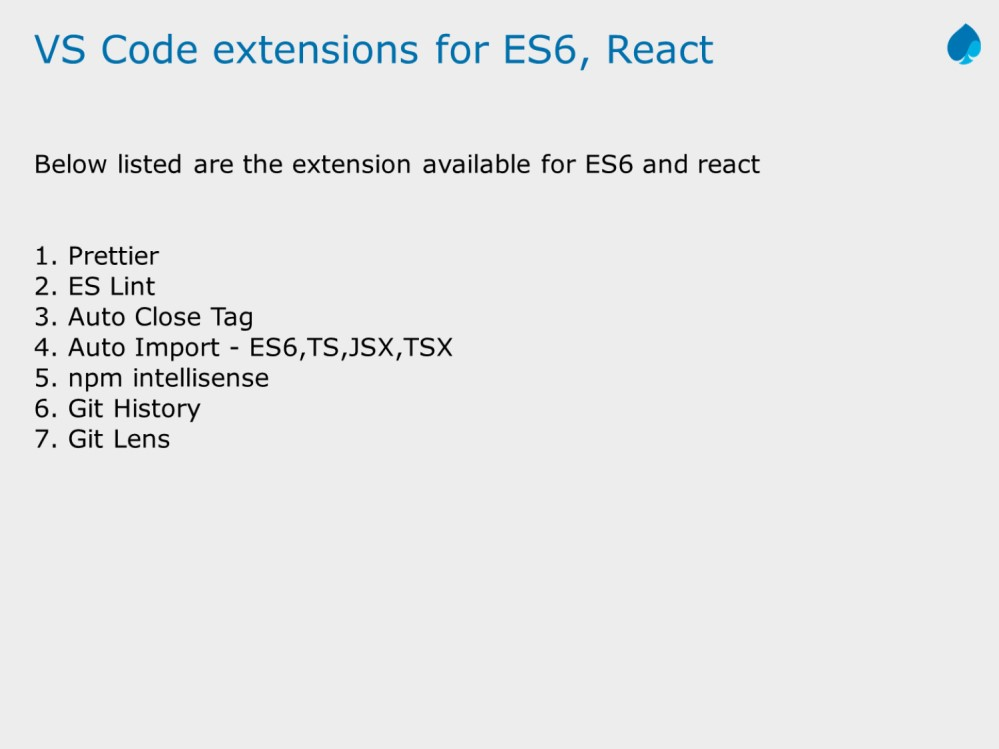 VS Code extensions for ES6, React
Below listed are the extension available for ES6 and react
1. Prettier
2. ES Lint
3. Auto Close Tag
4. Auto Import - ES6,TS,JSX,TSX
5. npm intellisense
6. Git History
7. Git Lens